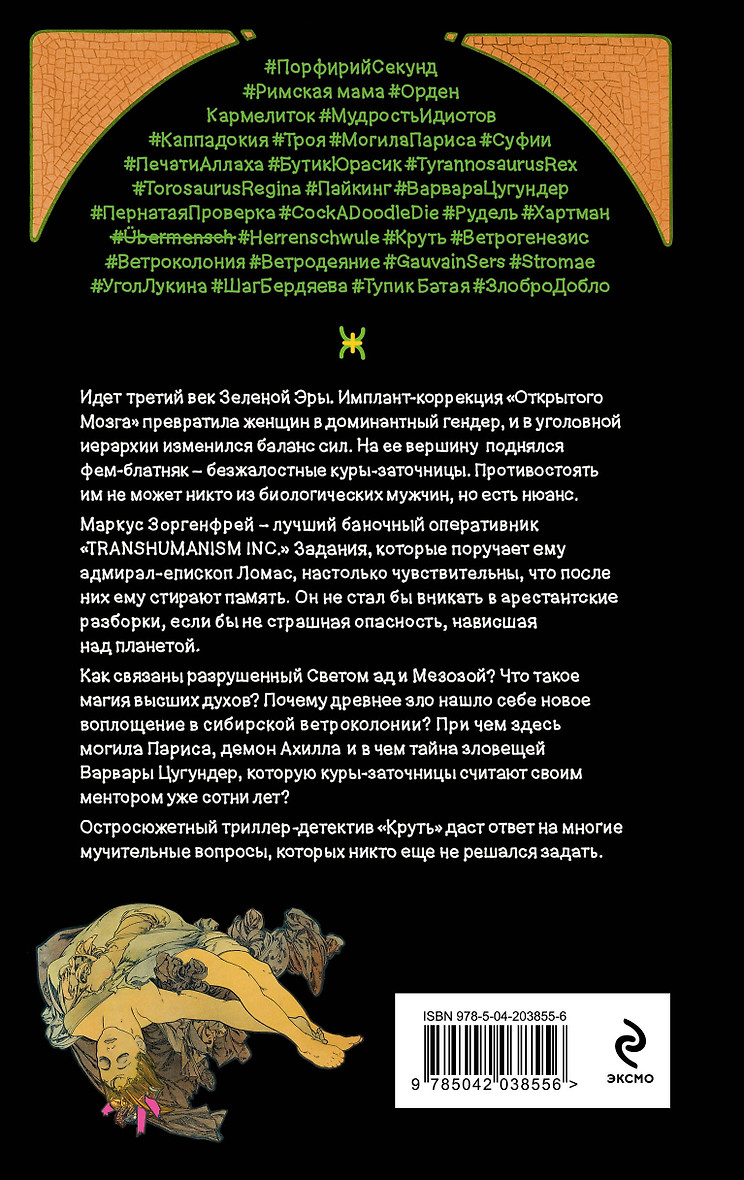 #ПорфирийСекунд
#Римская мама #Орден
Кармелиток #МудростьИдиотов
#Каппадокия #Троя #МогилаПариса #Суфии
#ПечатиАллаха #БутикЮрасик #TyrannosaurusRex
#TorosaurusRegina #Пайкинг #ВарвараЦугундер
#ПернатаяПроверка #CockADoodleDie #Рудель #Хартман
#Übermensch #Herrenschwule #Круть #Ветрогенезис
#Ветроколония #Ветродеяние #GauvainSers #Stromae
#УголЛукина #ШагБердяева #Тупик Батая #ЗлоброДобло
Идет третий век Зеленой Эры. Имплант-коррекция «Открытого
Мозга» превратила женщин в доминантный гендер, и в уголовной
иерархии изменился баланс сил. На ее вершину поднялся
фем-блатняк – безжалостные куры-заточницы. Противостоять
им не может никто из биологических мужчин, но есть нюанс.
Маркус Зоргенфрей – лучший баночный оперативник
«TRANSHUMANISM INC.» Задания, которые поручает ему
адмирал-епископ Ломас, настолько чувствительны, что после
них ему стирают память. Он не стал бы вникать в арестантские
разборки, если бы не страшная опасность, нависшая
над планетой.
Как связаны разрушенный Светом ад и Мезозой? Что такое
магия высших духов? Почему древнее зло нашло себе новое
воплощение в сибирской ветроколонии? При чем здесь
могила Париса, демон Ахилла и в чем тайна зловещей
Варвары Цугундер, которую куры-заточницы считают своим
ментором уже сотни лет?
Остросюжетный триллер-детектив «Круть» даст ответ на многие
мучительные вопросы, которых никто еще не решался задать.
ISBN 978-5-04-203855-6
9 785042 038556 >
ЭКСМО